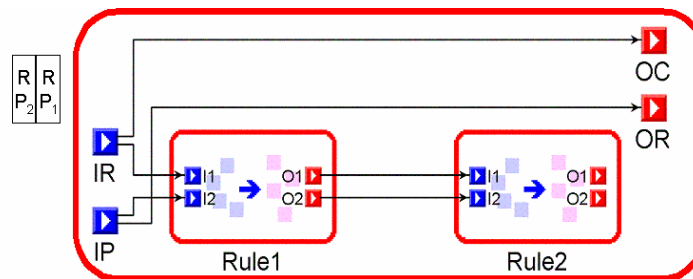 OC
R R
P₂ P₁
OR
IR
I1 O1 I1 O1
I2 O2 I2 O2
IP
Rule1 Rule2